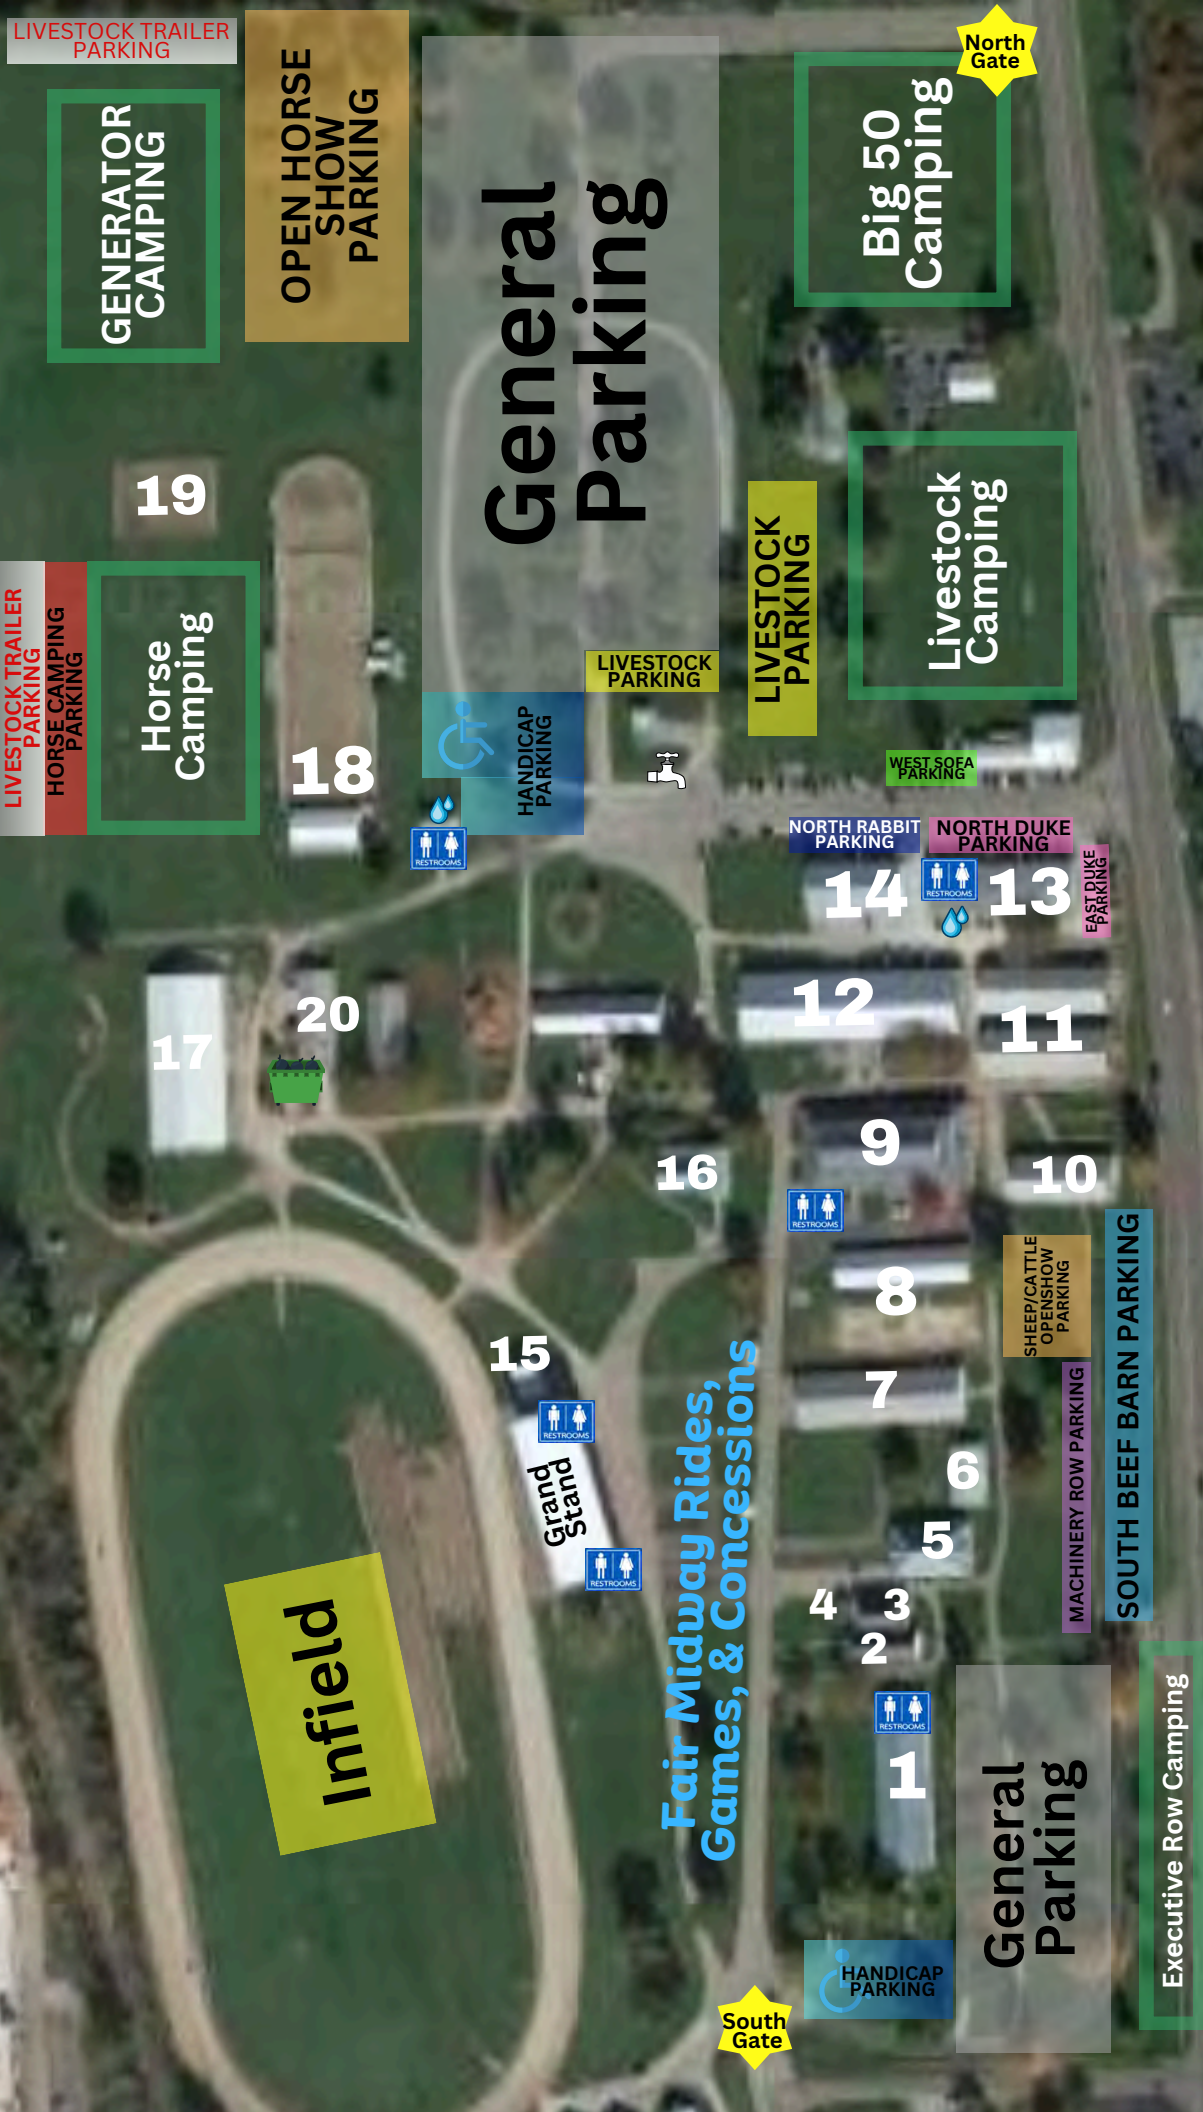 LIVESTOCK TRAILER
PARKING
GENERATOR
CAMPING
OPEN HORSE
SHOW
PARKING
General
Parking
North
Gate
Big 50
Camping
19
LIVESTOCK TRAILER
PARKING
HORSE CAMPING
PARKING
Horse
Camping
18
LIVESTOCK
PARKING
LIVESTOCK
PARKING
Livestock
Camping
HANDICAP
PARKING
RESTROOMS
WEST SOFA
PARKING
NORTH RABBIT
PARKING
NORTH DUKE
PARKING
14
RESTROOMS
13
EAST DUKE
PARKING
17
20
12
11
16
9
10
RESTROOMS
8
SHEEP/CATTLE
OPENSHOW
PARKING
SOUTH BEEF BARN PARKING
15
RESTROOMS
Grand
Stand
RESTROOMS
7
MACHINERY ROW PARKING
6
5
4
3
2
Fair Midway Rides,
Games, & Concessions
Infield
RESTROOMS
1
General
Parking
Executive Row Camping
HANDICAP
PARKING
South
Gate